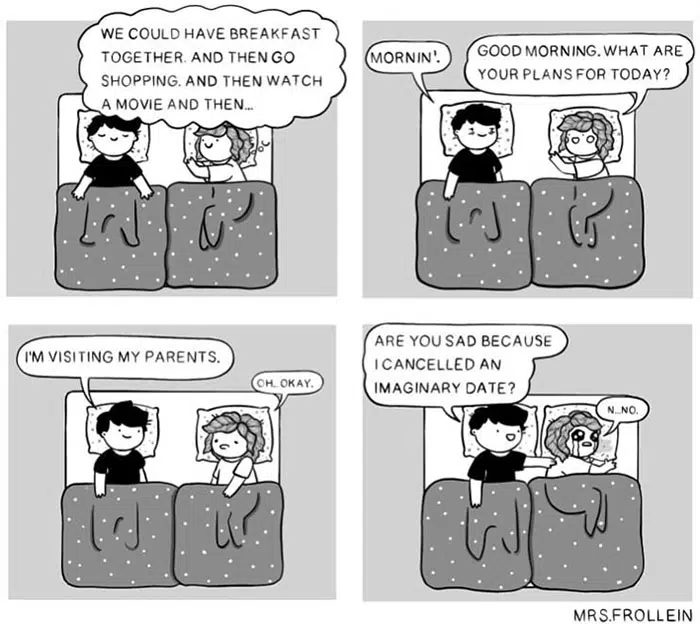 WE COULD HAVE BREAKFAST
TOGETHER. AND THEN GO
SHOPPING. AND THEN WATCH
A MOVIE AND THEN...
MORNIN'.
GOOD MORNING. WHAT ARE
YOUR PLANS FOR TODAY?
I'M VISITING MY PARENTS.
OH.. OKAY.
ARE YOU SAD BECAUSE
I CANCELLED AN
IMAGINARY DATE?
N...NO.
MRS.FROLLEIN